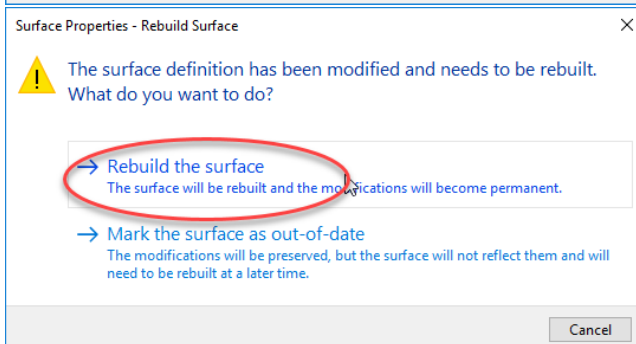 Surface Properties - Rebuild Surface
The surface definition has been modified and needs to be rebuilt.
What do you want to do?
→ Rebuild the surface
The surface will be rebuilt and the modifications will become permanent.
→ Mark the surface as out-of-date
The modifications will be preserved, but the surface will not reflect them and will
need to be rebuilt at a later time.
Cancel